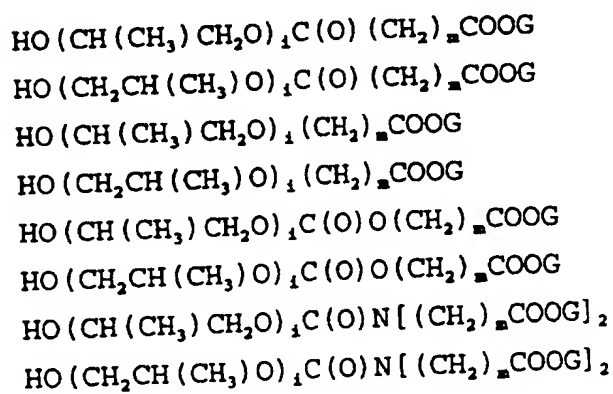 HO(CH(CH₃)CH₂O)ᵢC(O)(CH₂)ₘCOOG
HO(CH₂CH(CH₃)O)ᵢC(O)(CH₂)ₘCOOG
HO(CH(CH₃)CH₂O)ᵢ(CH₂)ₘCOOG
HO(CH₂CH(CH₃)O)ᵢ(CH₂)ₘCOOG
HO(CH(CH₃)CH₂O)ᵢC(O)O(CH₂)ₘCOOG
HO(CH₂CH(CH₃)O)ᵢC(O)O(CH₂)ₘCOOG
HO(CH(CH₃)CH₂O)ᵢC(O)N[(CH₂)ₘCOOG]₂
HO(CH₂CH(CH₃)O)ᵢC(O)N[(CH₂)ₘCOOG]₂